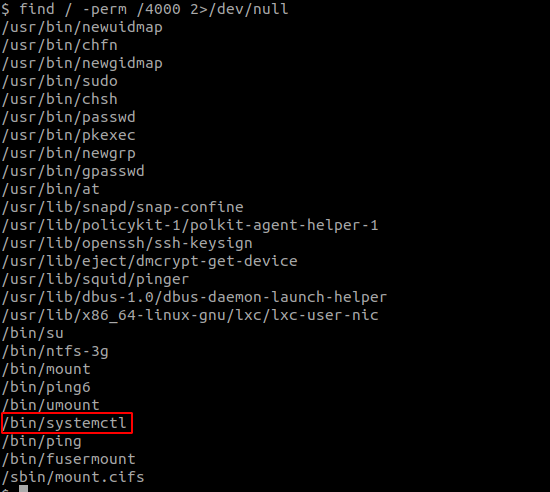 $ find / -perm /4000 2>/dev/null
/usr/bin/newuidmap
/usr/bin/chfn
/usr/bin/newgidmap
/usr/bin/sudo
/usr/bin/chsh
/usr/bin/passwd
/usr/bin/pkexec
/usr/bin/newgrp
/usr/bin/gpasswd
/usr/bin/at
/usr/lib/snapd/snap-confine
/usr/lib/policykit-1/polkit-agent-helper-1
/usr/lib/openssh/ssh-keysign
/usr/lib/eject/dmcrypt-get-device
/usr/lib/squid/pinger
/usr/lib/dbus-1.0/dbus-daemon-launch-helper
/usr/lib/x86_64-linux-gnu/lxc/lxc-user-nic
/bin/su
/bin/ntfs-3g
/bin/mount
/bin/ping6
/bin/umount
/bin/systemctl
/bin/ping
/bin/fusermount
/sbin/mount.cifs
$